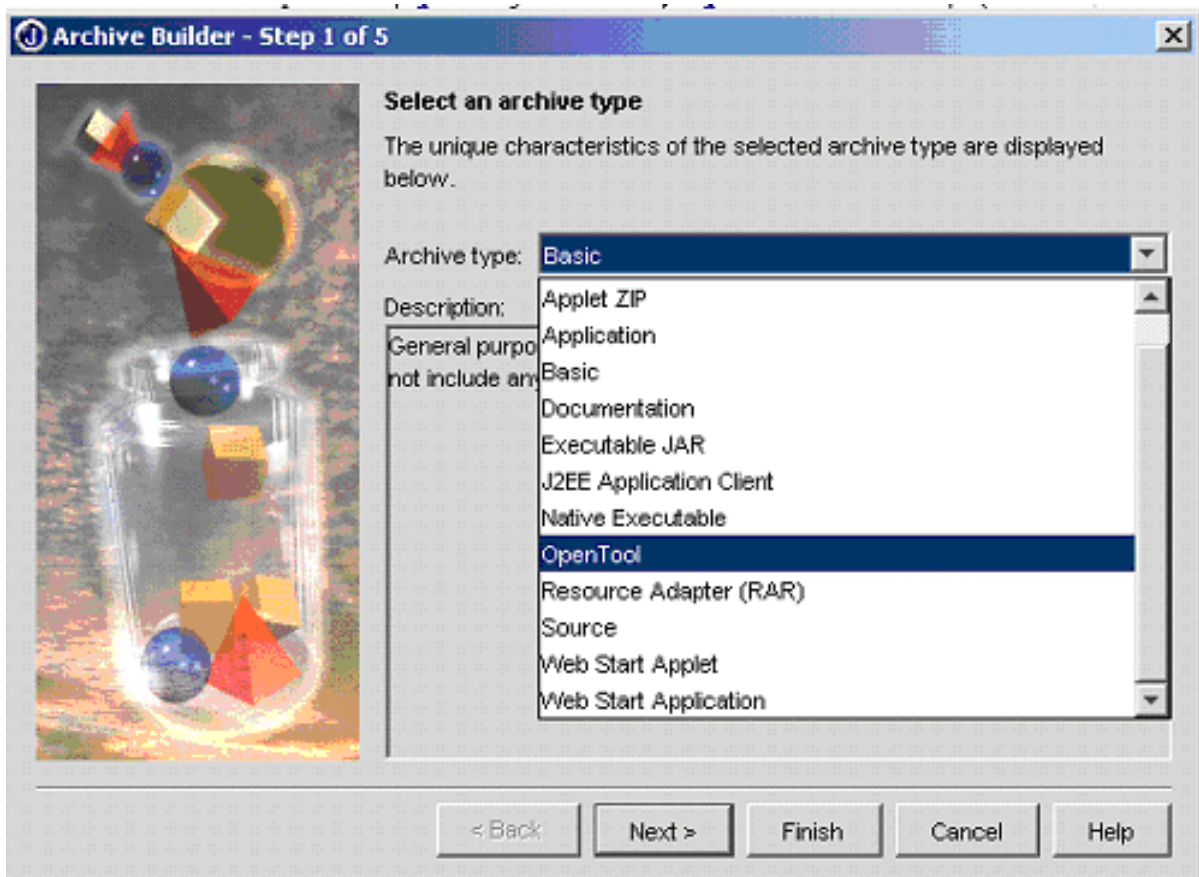 Archive Builder - Step 1 of 5
Select an archive type
The unique characteristics of the selected archive type are displayed
below.
Archive type: Basic
Description:
General purpo
not include any
Applet ZIP
Application
Basic
Documentation
Executable JAR
J2EE Application Client
Native Executable
OpenTool
Resource Adapter (RAR)
Source
Web Start Applet
Web Start Application
< Back Next > Finish Cancel Help